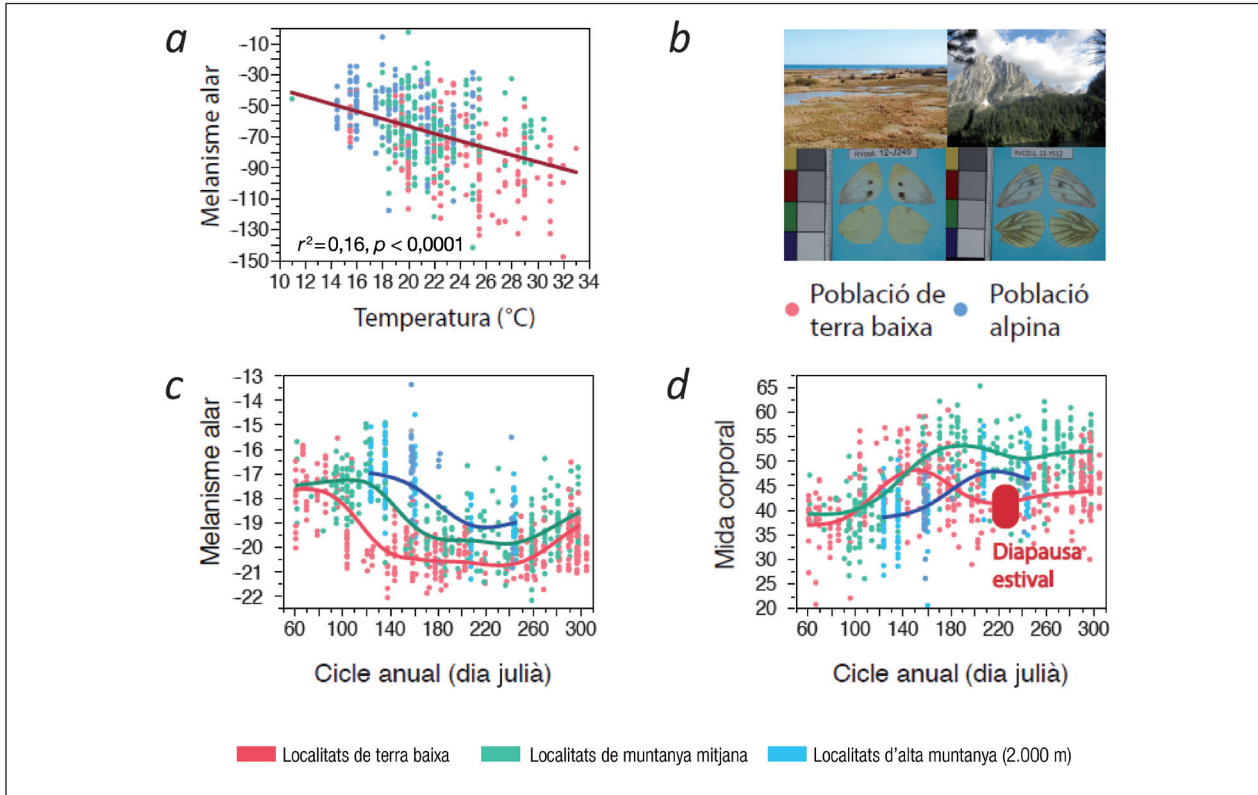 a
Melanisme alar
-10
-30
-50
-70
-90
-110
-130
-150
r²=0,16, p < 0,0001
10 12 14 16 18 20 22 24 26 28 30 32 34
Temperatura (°C)
b
RVcoll. 12-J240
Població de
terra baixa
Població
alpina
c
Melanisme alar
-13
-14
-15
-16
-17
-18
-19
-20
-21
-22
60 100 140 180 220 260 300
Cicle anual (dia julià)
d
Mida corporal
65
60
55
50
45
40
35
30
25
20
Diapausa
estival
60 100 140 180 220 260 300
Cicle anual (dia julià)
Localitats de terra baixa
Localitats de muntanya mitjana
Localitats d'alta muntanya (2.000 m)